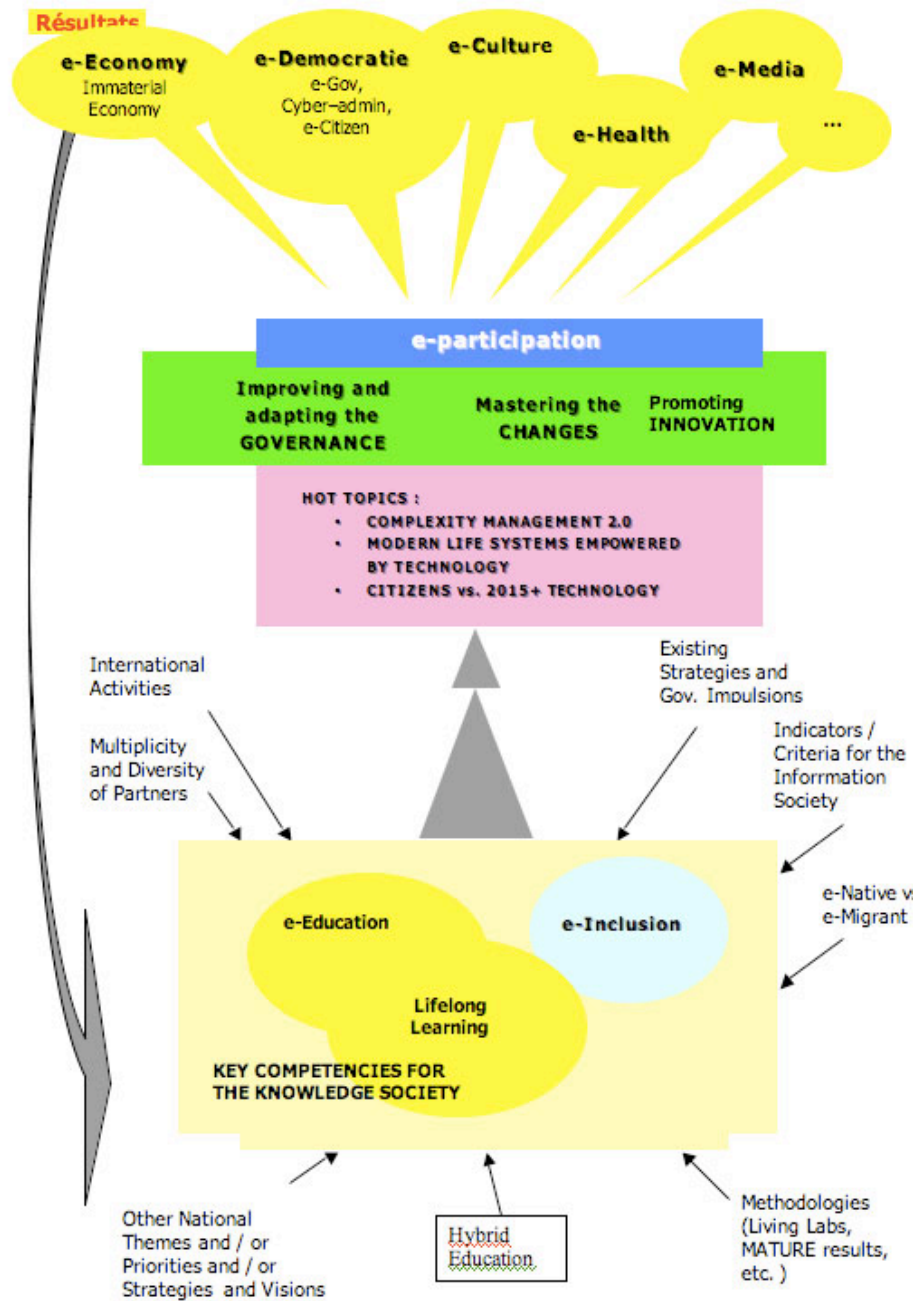 Résultats
e-Economy
Immaterial
Economy
e-Democratie
e-Gov,
Cyber–admin,
e-Citizen
e-Culture
e-Health
e-Media
...
e-participation
Improving and
adapting the
GOVERNANCE
Mastering the
CHANGES
Promoting
INNOVATION
HOT TOPICS :
• COMPLEXITY MANAGEMENT 2.0
• MODERN LIFE SYSTEMS EMPOWERED
BY TECHNOLOGY
• CITIZENS vs. 2015+ TECHNOLOGY
International
Activities
Multiplicity
and Diversity
of Partners
Existing
Strategies and
Gov. Impulsions
Indicators /
Criteria for the
Information
Society
e-Native v
e-Migrant
e-Education
e-Inclusion
Lifelong
Learning
KEY COMPETENCIES FOR
THE KNOWLEDGE SOCIETY
Other National
Themes and / or
Priorities and / or
Strategies and Visions
Hybrid
Education
Methodologies
(Living Labs,
MATURE results,
etc. )